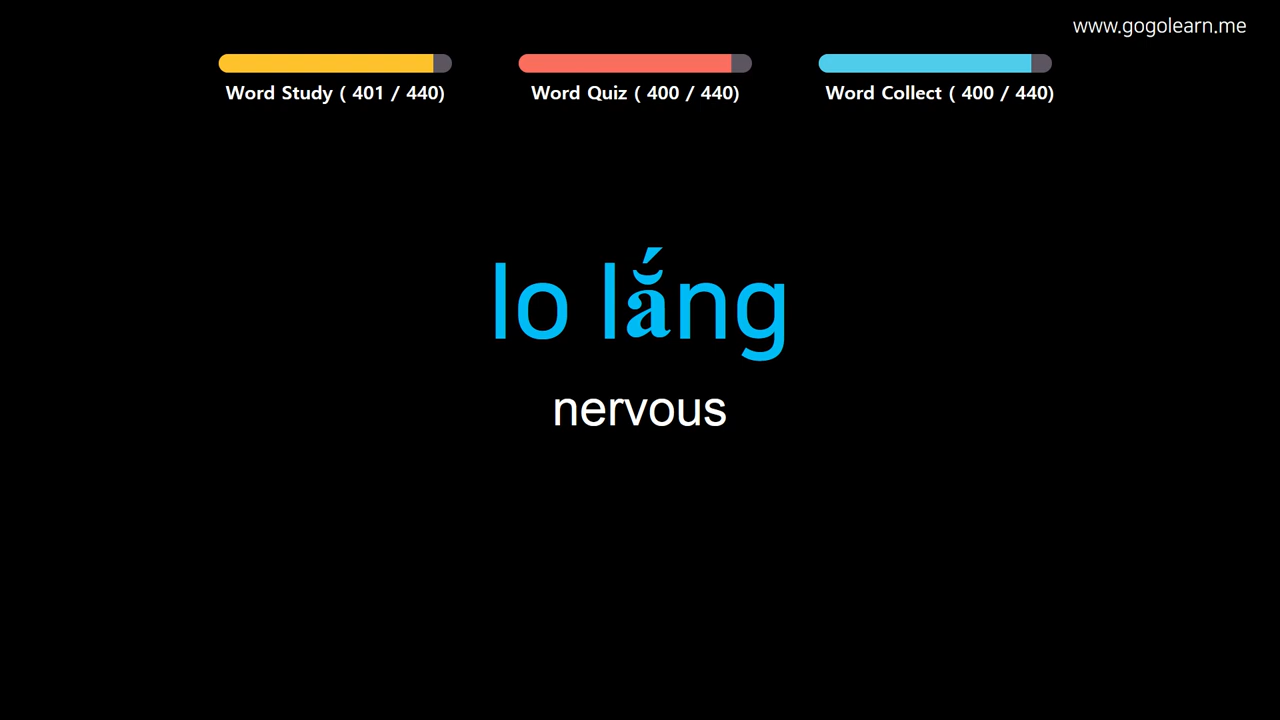 www.gogolearn.me
Word Study ( 401 / 440)
Word Quiz ( 400 / 440)
Word Collect ( 400 / 440)
lo lắng
nervous